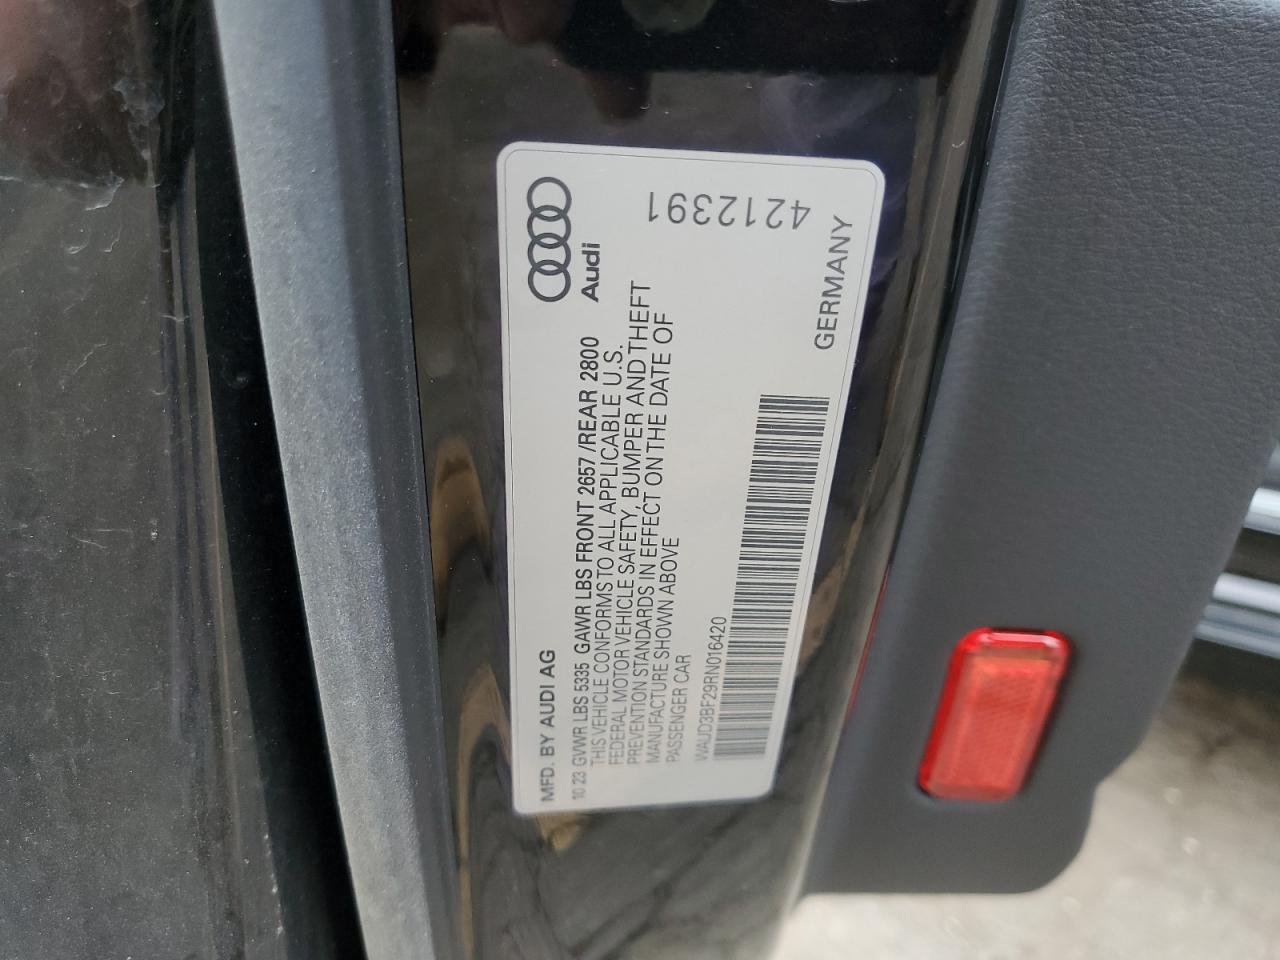 MFD. BY AUDI AG
Audi
10 23 GVWR LBS 5335 GAWR LBS FRONT 2657/REAR 2800
THIS VEHICLE CONFORMS TO ALL APPLICABLE U.S.
FEDERAL MOTOR VEHICLE SAFETY, BUMPER AND THEFT
PREVENTION STANDARDS IN EFFECT ON THE DATE OF
MANUFACTURE SHOWN ABOVE
PASSENGER CAR
WAUD3BF29RN016420
4212391
GERMANY